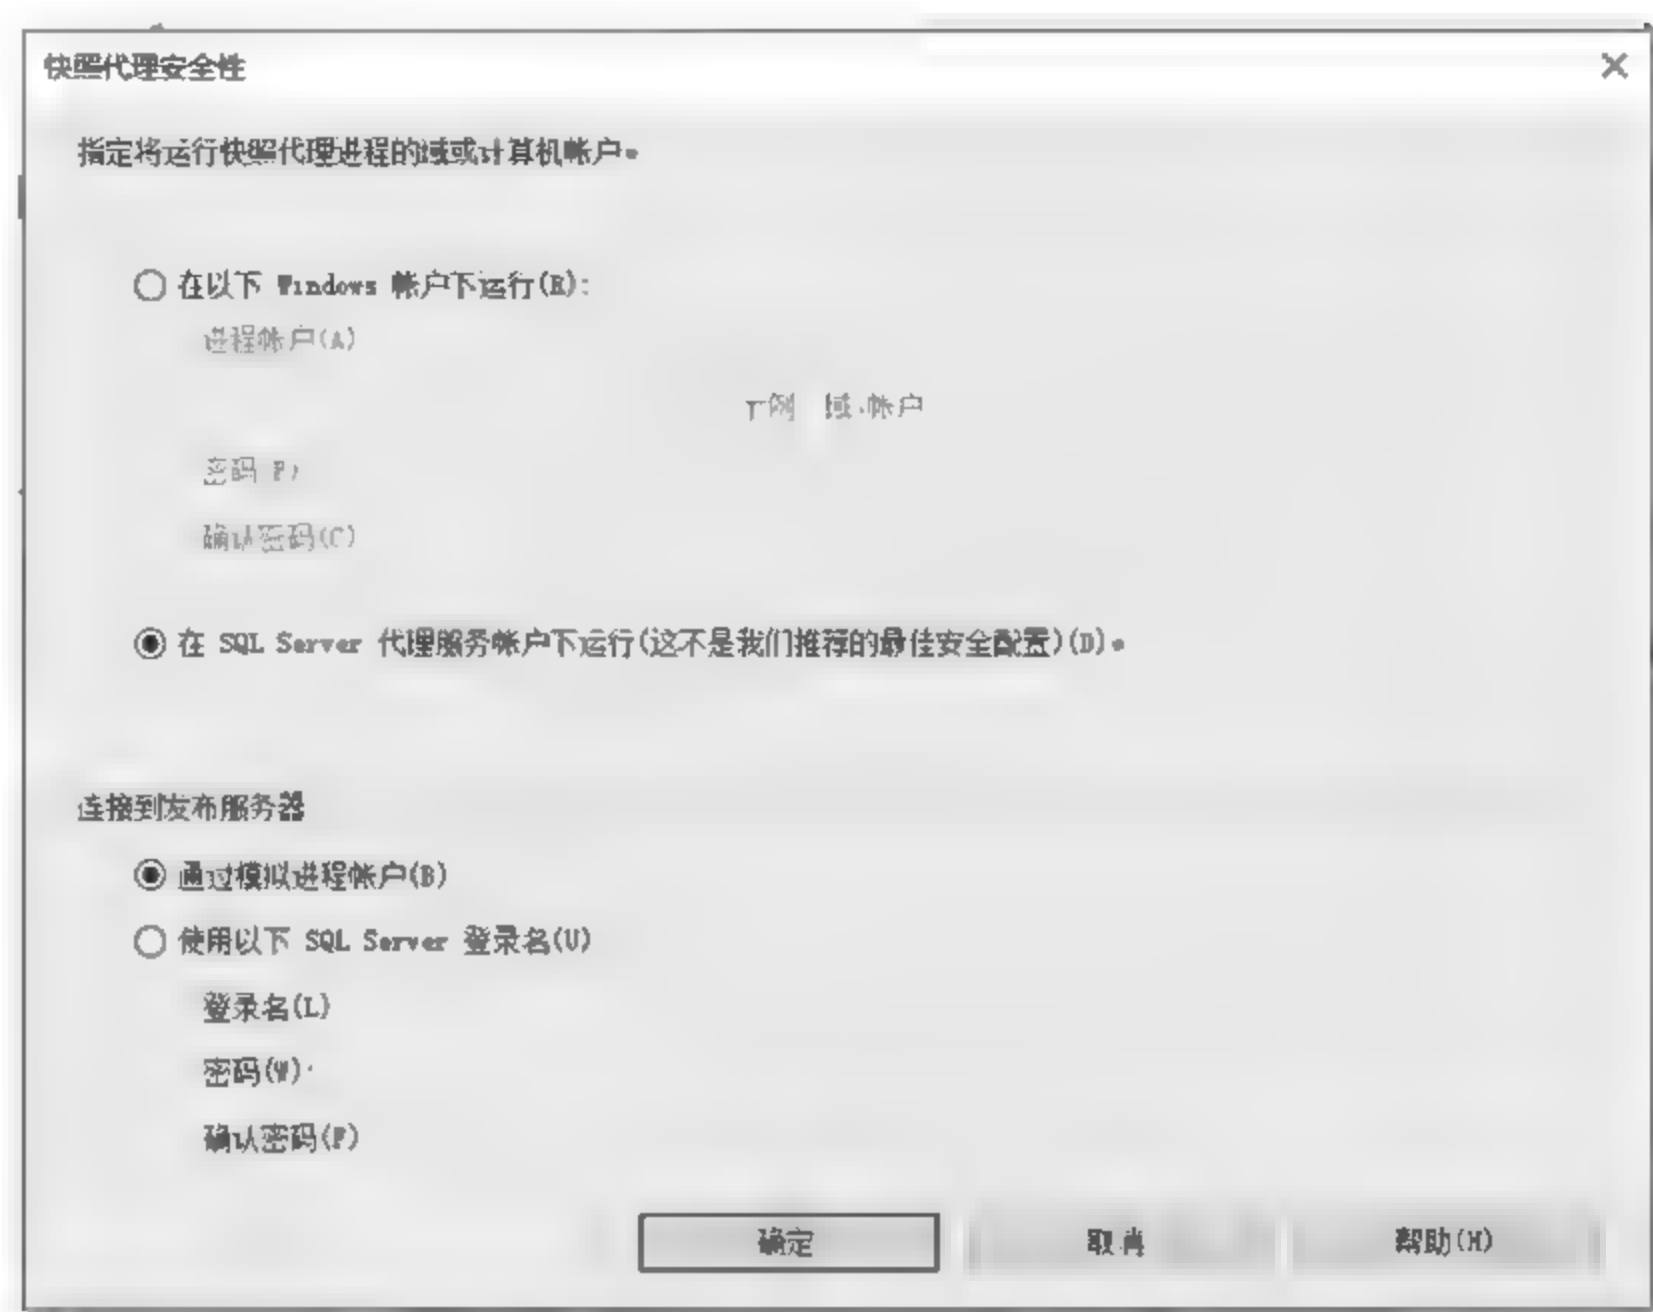 快照代理安全性
指定将运行快照代理进程的域或计算机帐户。
在以下 Windows 帐户下运行(R):
进程帐户(A)
示例 域\帐户
密码(P)
确认密码(C)
在 SQL Server 代理服务帐户下运行(这不是我们推荐的最佳安全配置)(D)。
连接到发布服务器
通过模拟进程帐户(B)
使用以下 SQL Server 登录名(U)
登录名(L)
密码(W):
确认密码(F)
确定 取消 帮助(H)